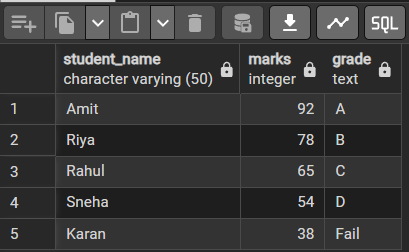 SQL
student_name marks grade
character varying (50) integer text
1 Amit 92 A
2 Riya 78 B
3 Rahul 65 C
4 Sneha 54 D
5 Karan 38 Fail